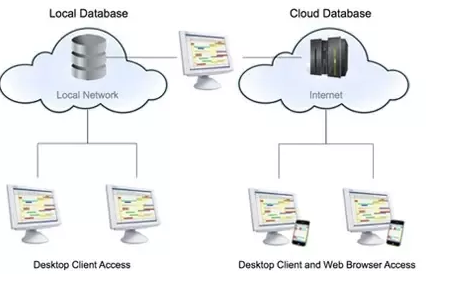 Local Database
Cloud Database
Local Network
Internet
Desktop Client Access
Desktop Client and Web Browser Access